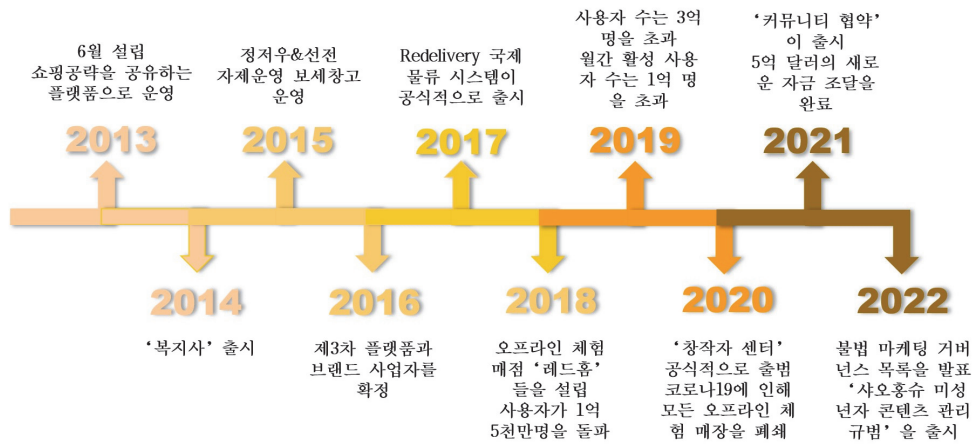 6월 설립
쇼핑공략을 공유하는
플랫폼으로 운영
2013
‘복지사’ 출시
2014
정저우&선전
자제운영 보세창고
운영
2015
제3차 플랫폼과
브랜드 사업자를
확정
2016
Redelivery 국제
물류 시스템이
공식적으로 출시
2017
오프라인 체험
매점 ‘레드홈’
들을 설립
사용자가 1억
5천만명을 돌파
2018
사용자 수는 3억
명을 초과
월간 활성 사용
자 수는 1억 명
을 초과
2019
‘창작자 센터’
공식적으로 출범
코로나19에 인해
모든 오프라인 체
험 매장을 폐쇄
2020
‘커뮤니티 협약’
이 출시
5억 달러의 새로
운 자금 조달을
완료
2021
불법 마케팅 거버
넌스 목록을 발표
‘샤오홍슈 미성
년자 콘텐츠 관리
규범’ 을 출시
2022